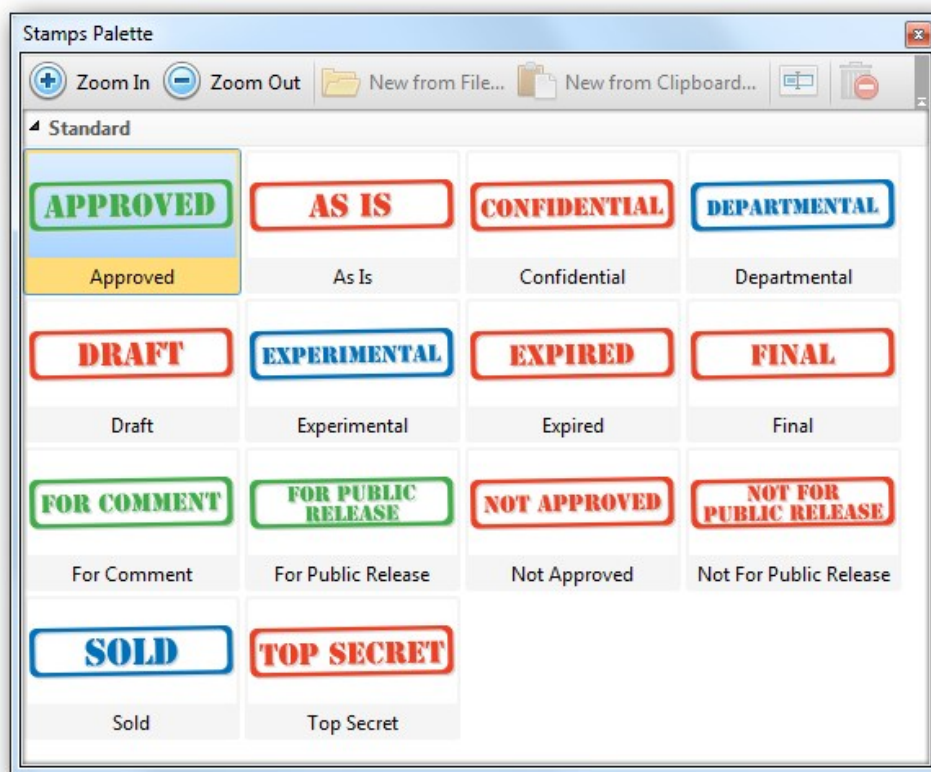 Stamps Palette
Zoom In Zoom Out New from File... New from Clipboard...
Standard
APPROVED AS IS CONFIDENTIAL DEPARTMENTAL
Approved As Is Confidential Departmental
DRAFT EXPERIMENTAL EXPIRED FINAL
Draft Experimental Expired Final
FOR COMMENT FOR PUBLIC RELEASE NOT APPROVED NOT FOR PUBLIC RELEASE
For Comment For Public Release Not Approved Not For Public Release
SOLD TOP SECRET
Sold Top Secret